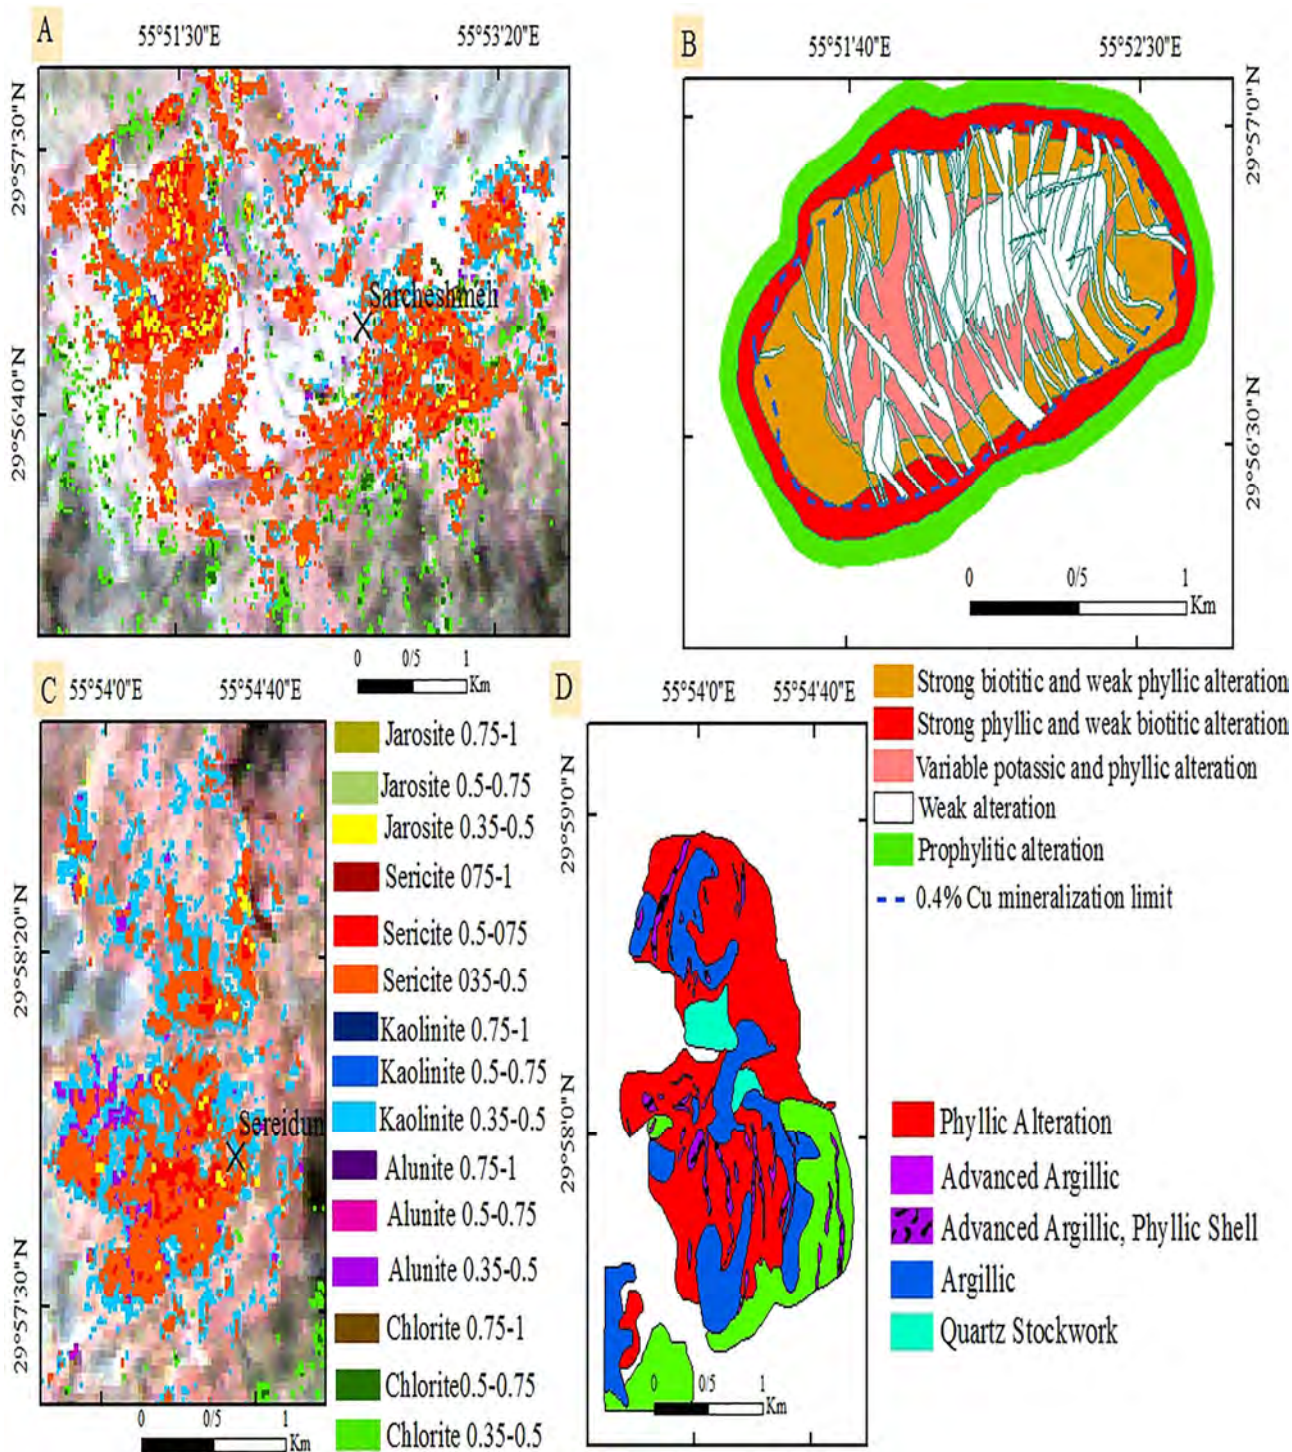 A
55°51'30"E
55°53'20"E
29°57'30"N
29°56'40"N
Sarcheshmeh
0 0/5 1
Km
B
55°51'40"E
55°52'30"E
29°57'0"N
29°56'30"N
0 0/5 1
Km
Strong biotitic and weak phyllic alteration
Strong phyllic and weak biotitic alteration
Variable potassic and phyllic alteration
Weak alteration
Prophylitic alteration
0.4% Cu mineralization limit
C
55°54'0"E
55°54'40"E
29°58'20"N
29°57'30"N
Sereidun
0 0/5 1
Km
Jarosite 0.75-1
Jarosite 0.5-0.75
Jarosite 0.35-0.5
Sericite 075-1
Sericite 0.5-075
Sericite 035-0.5
Kaolinite 0.75-1
Kaolinite 0.5-0.75
Kaolinite 0.35-0.5
Alunite 0.75-1
Alunite 0.5-0.75
Alunite 0.35-0.5
Chlorite 0.75-1
Chlorite0.5-0.75
Chlorite 0.35-0.5
D
55°54'0"E
55°54'40"E
29°59'0"N
29°58'0"N
0 0/5 1
Km
Phyllic Alteration
Advanced Argillic
Advanced Argillic, Phyllic Shell
Argillic
Quartz Stockwork